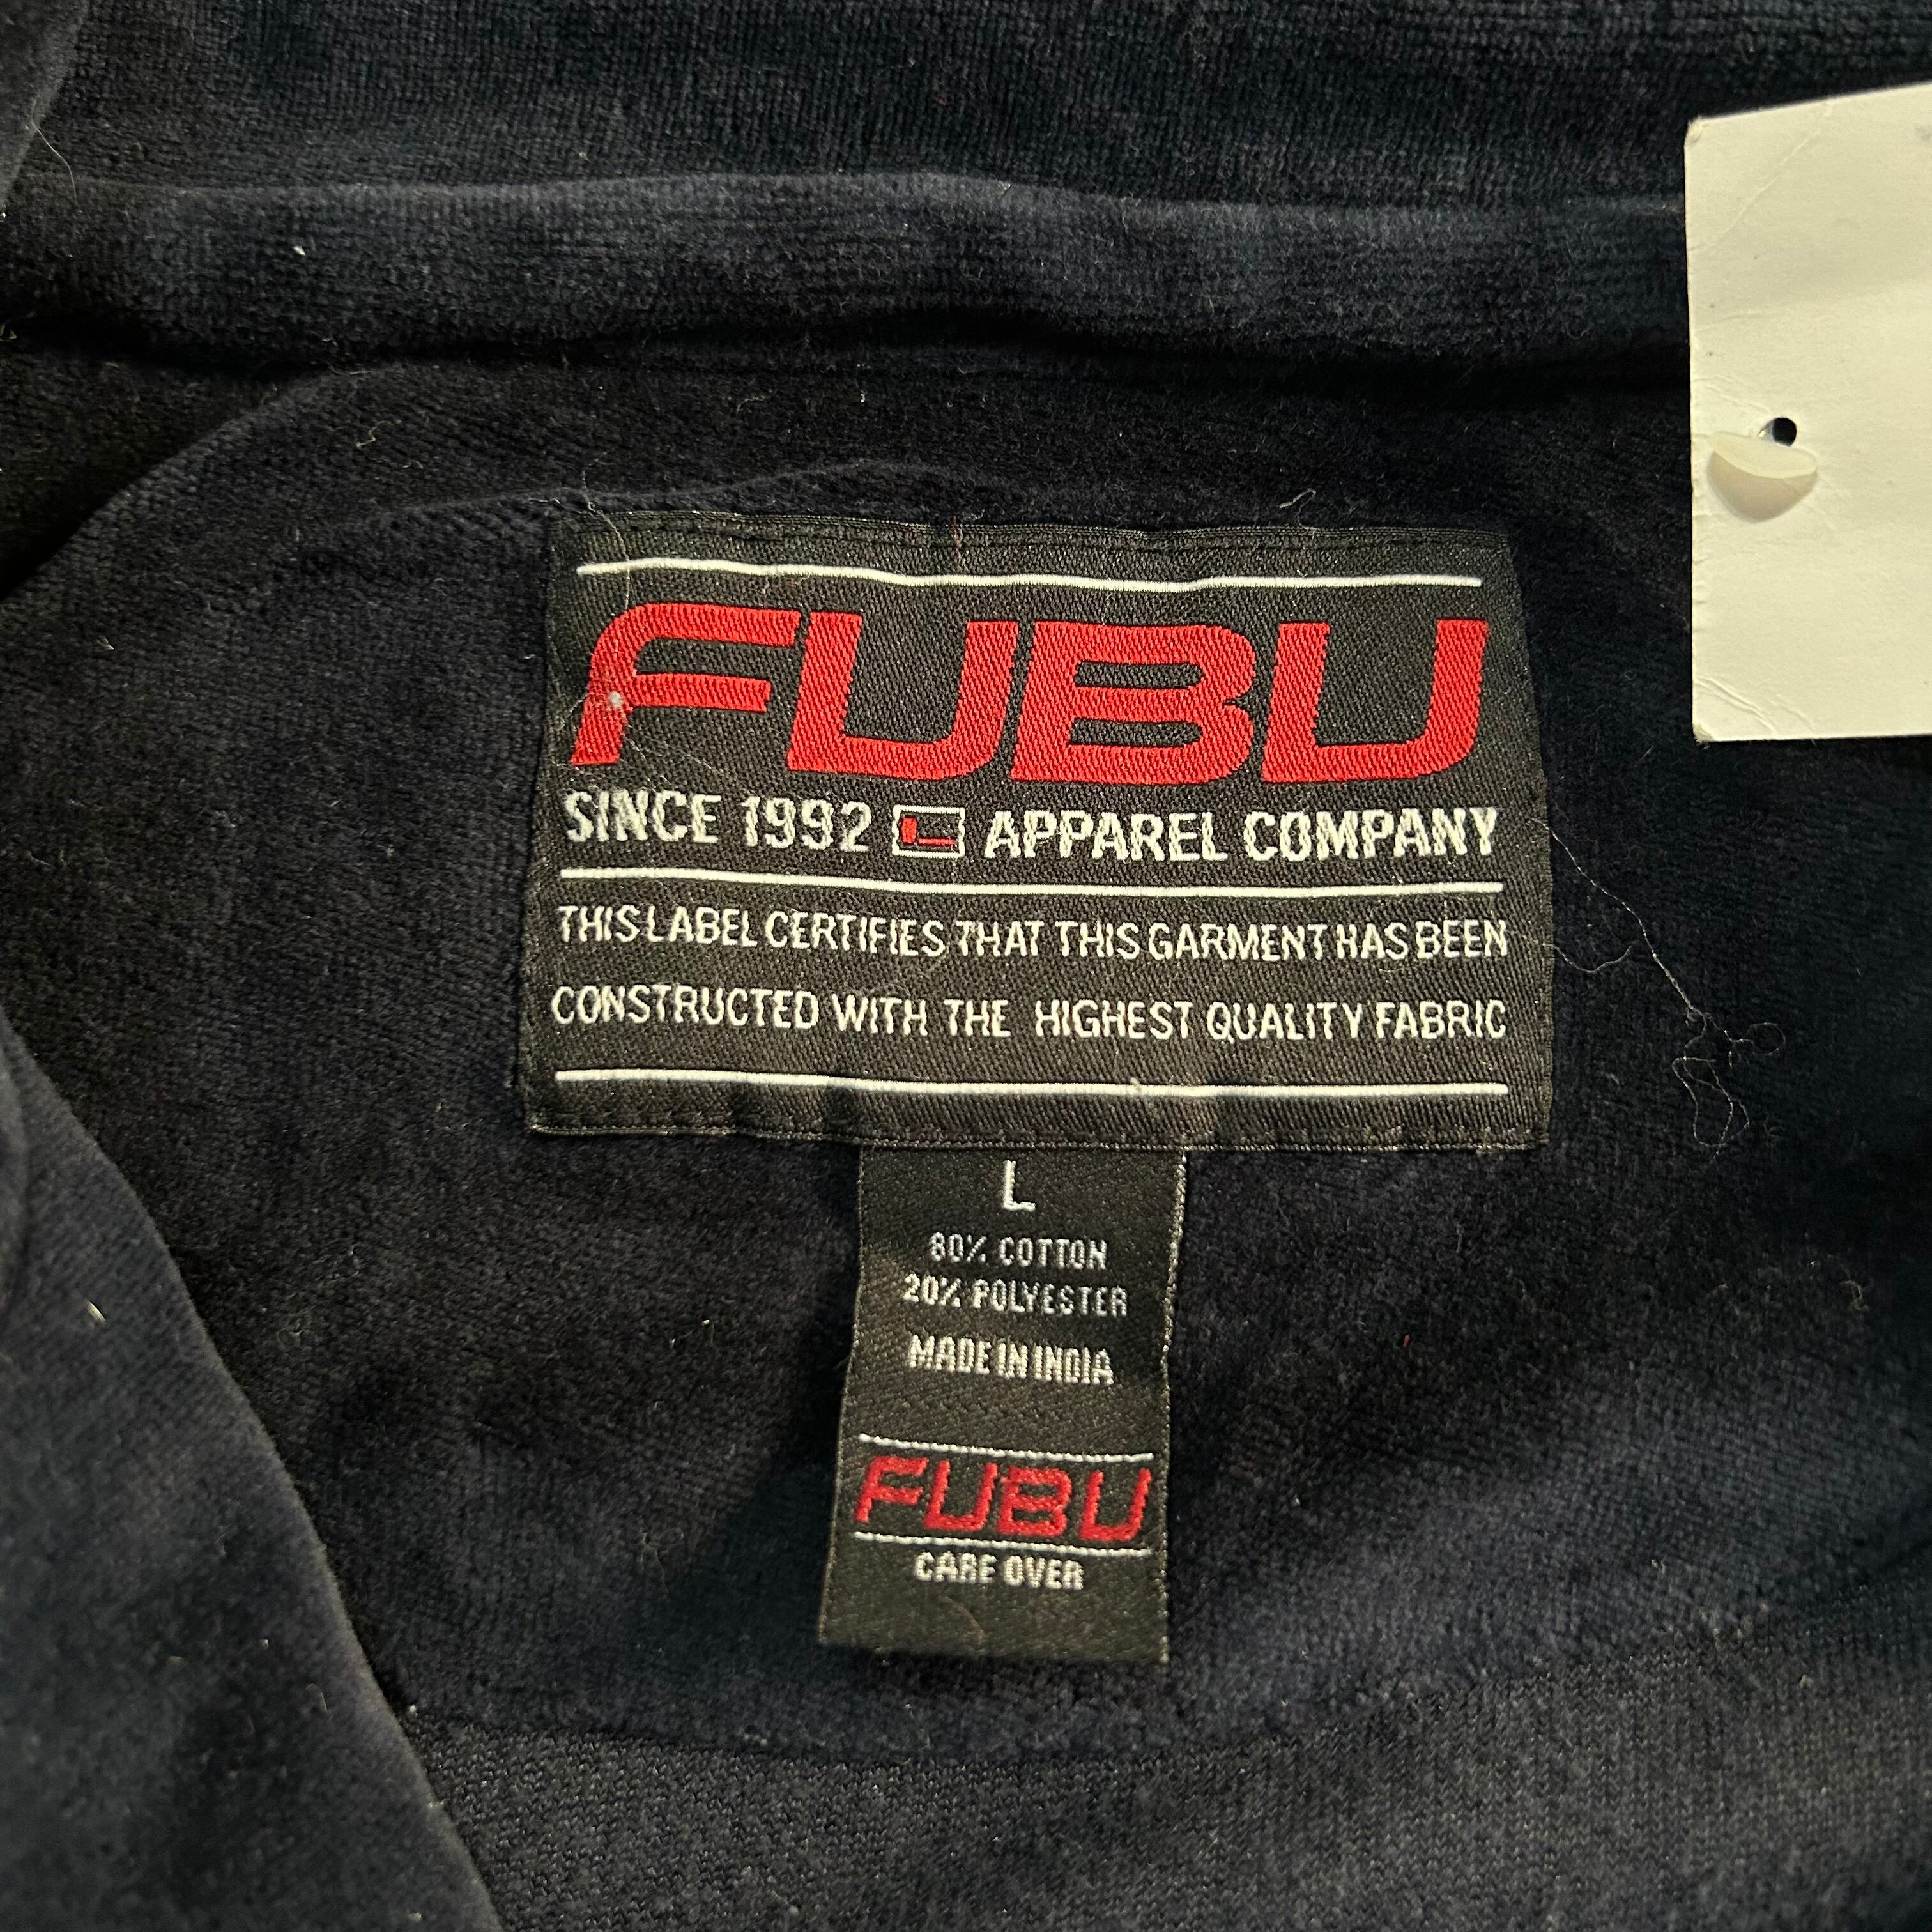 FUBU
SINCE 1992 APPAREL COMPANY
THIS LABEL CERTIFIES THAT THIS GARMENT HAS BEEN
CONSTRUCTED WITH THE HIGHEST QUALITY FABRIC
L
80% COTTON
20% POLYESTER
MADE IN INDIA
FUBU
CARE OVER